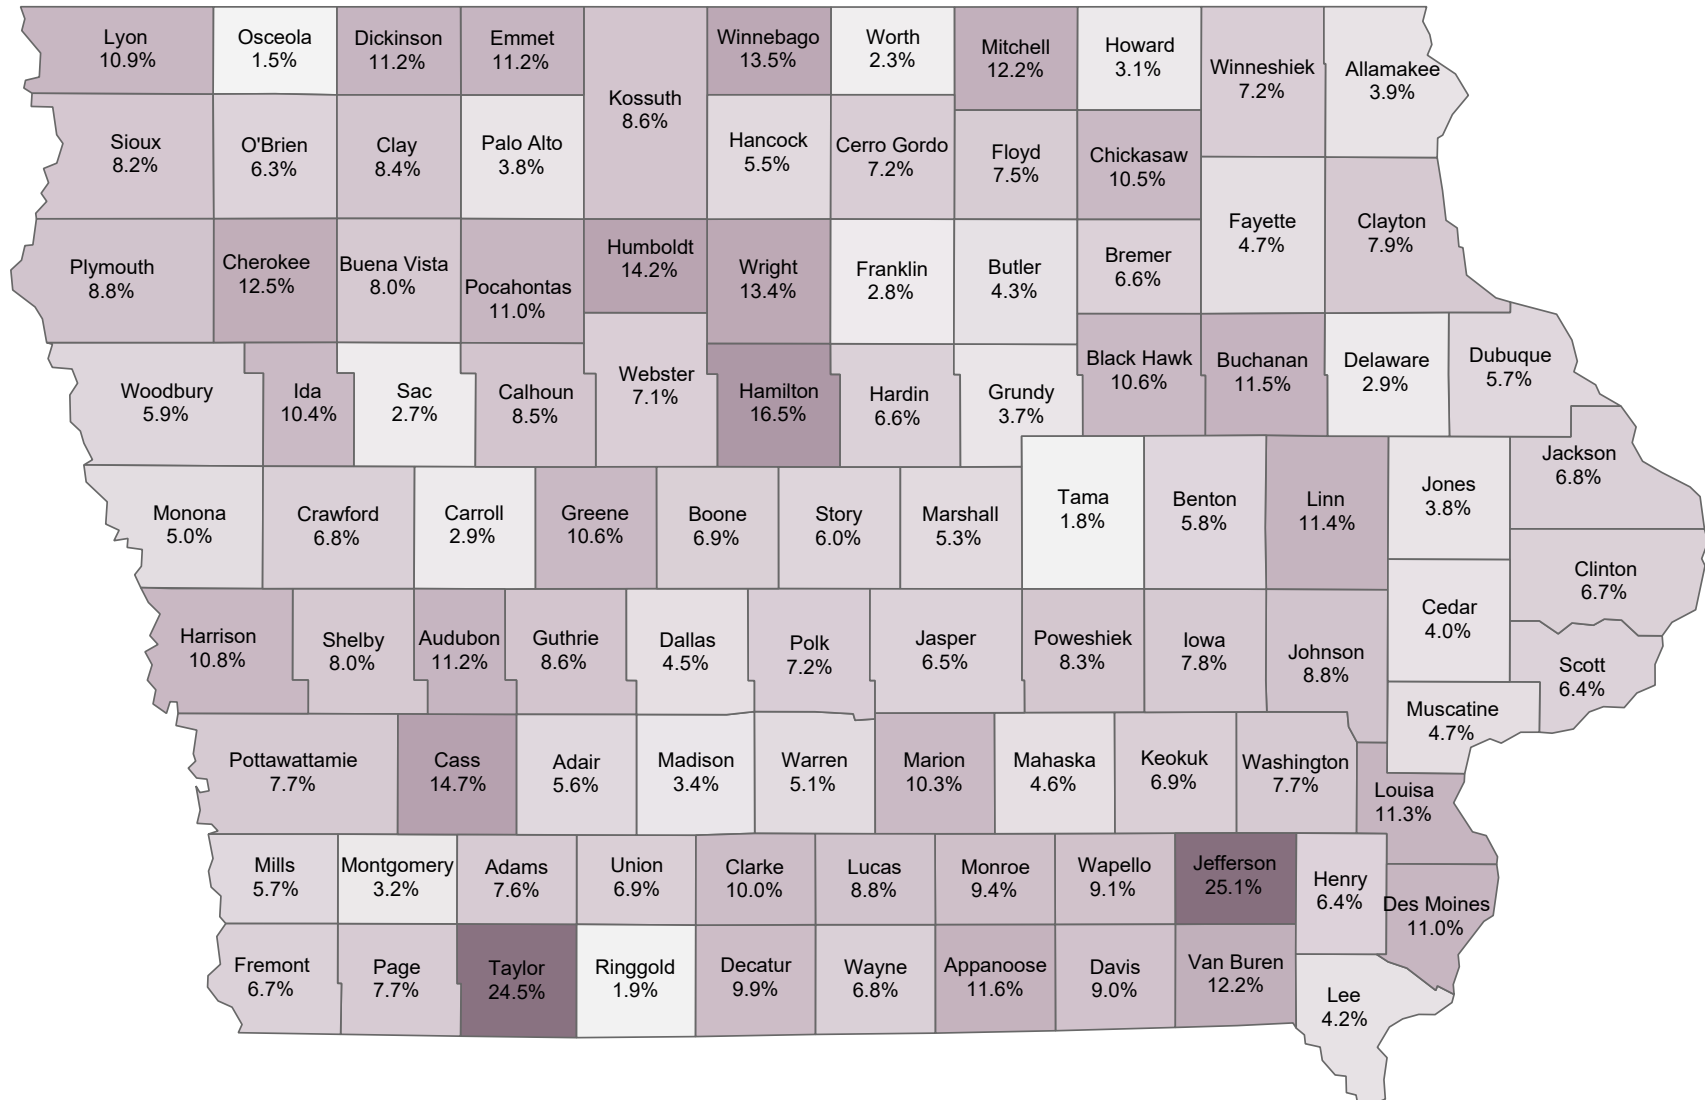 Lyon
10.9%
Osceola
1.5%
Dickinson
11.2%
Emmet
11.2%
Kossuth
8.6%
Winnebago
13.5%
Worth
2.3%
Mitchell
12.2%
Howard
3.1%
Winneshiek
7.2%
Allamakee
3.9%
Sioux
8.2%
O'Brien
6.3%
Clay
8.4%
Palo Alto
3.8%
Hancock
5.5%
Cerro Gordo
7.2%
Floyd
7.5%
Chickasaw
10.5%
Fayette
4.7%
Clayton
7.9%
Plymouth
8.8%
Cherokee
12.5%
Buena Vista
8.0%
Pocahontas
11.0%
Humboldt
14.2%
Wright
13.4%
Franklin
2.8%
Butler
4.3%
Bremer
6.6%
Woodbury
5.9%
Ida
10.4%
Sac
2.7%
Calhoun
8.5%
Webster
7.1%
Hamilton
16.5%
Hardin
6.6%
Grundy
3.7%
Black Hawk
10.6%
Buchanan
11.5%
Delaware
2.9%
Dubuque
5.7%
Monona
5.0%
Crawford
6.8%
Carroll
2.9%
Greene
10.6%
Boone
6.9%
Story
6.0%
Marshall
5.3%
Tama
1.8%
Benton
5.8%
Linn
11.4%
Jones
3.8%
Jackson
6.8%
Clinton
6.7%
Cedar
4.0%
Scott
6.4%
Harrison
10.8%
Shelby
8.0%
Audubon
11.2%
Guthrie
8.6%
Dallas
4.5%
Polk
7.2%
Jasper
6.5%
Poweshiek
8.3%
Iowa
7.8%
Johnson
8.8%
Muscatine
4.7%
Pottawattamie
7.7%
Cass
14.7%
Adair
5.6%
Madison
3.4%
Warren
5.1%
Marion
10.3%
Mahaska
4.6%
Keokuk
6.9%
Washington
7.7%
Louisa
11.3%
Mills
5.7%
Montgomery
3.2%
Adams
7.6%
Union
6.9%
Clarke
10.0%
Lucas
8.8%
Monroe
9.4%
Wapello
9.1%
Jefferson
25.1%
Henry
6.4%
Des Moines
11.0%
Fremont
6.7%
Page
7.7%
Taylor
24.5%
Ringgold
1.9%
Decatur
9.9%
Wayne
6.8%
Appanoose
11.6%
Davis
9.0%
Van Buren
12.2%
Lee
4.2%